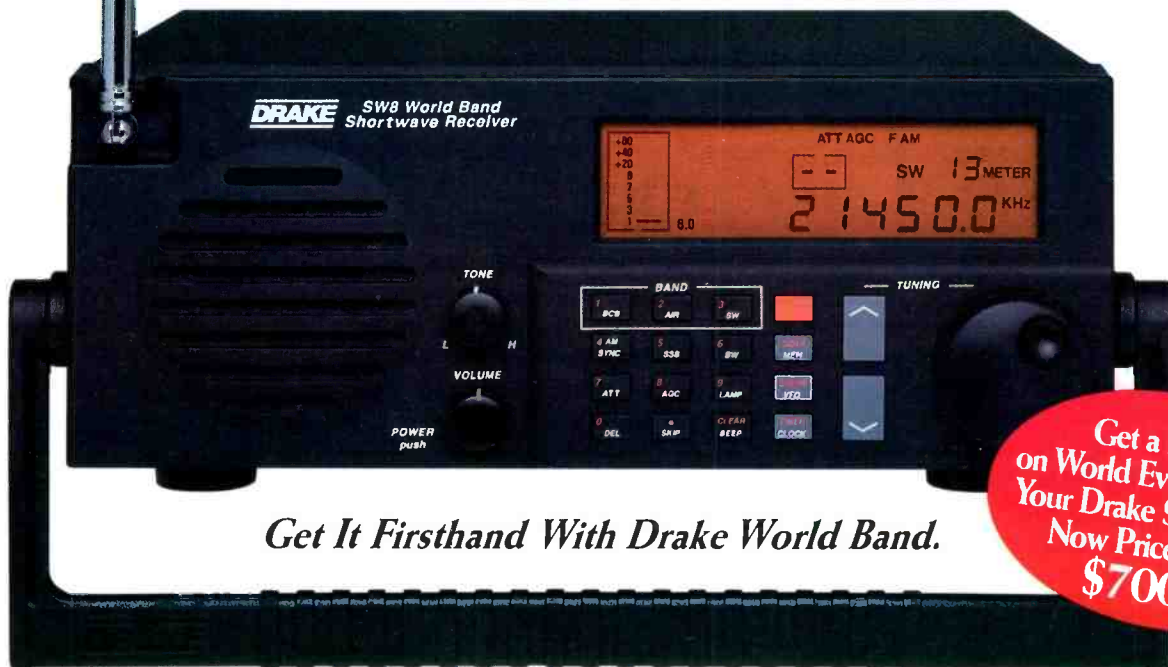 DRAKE SW8 World Band
Shortwave Receiver
+80
+40
+20
9
7
5
3
1
6.0
ATT AGC F AM
--
SW 13 METER
21450.0 KHz
TONE
L H
VOLUME
POWER
push
BAND
1 BCB
2 AIR
3 SW
4 AM SYNC
5 SSB
6 BW
MEM
7 ATT
8 AGC
9 LAMP
VFO
0 DEL
SKIP
CLEAR BEEP
CLOCK
TUNING
Get a
on World
Your Drake
Now
$700
Get It Firsthand With Drake World Band.